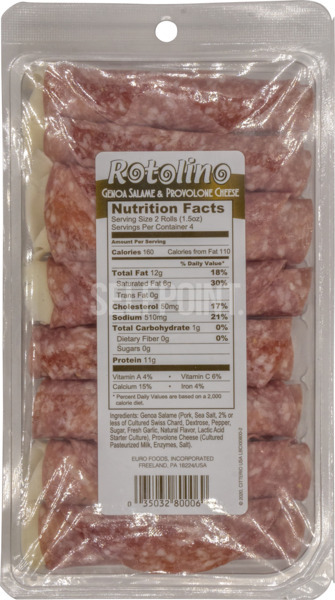 Rotolino
GENOA SALAME & PROVOLONE CHEESE
Nutrition Facts
Serving Size 2 Rolls (1.5oz)
Servings Per Container 4
Amount Per Serving
Calories 160 Calories from Fat 110
% Daily Value*
Total Fat 12g 18%
Saturated Fat 6g 30%
Trans Fat 0g
Cholesterol 50mg 17%
Sodium 510mg 21%
Total Carbohydrate 1g 0%
Dietary Fiber 0g 0%
Sugars 0g
Protein 11g
Vitamin A 4% • Vitamin C 6%
Calcium 15% • Iron 4%
* Percent Daily Values are based on a 2,000
calorie diet.
Ingredients: Genoa Salame (Pork, Sea Salt, 2% or
less of Cultured Swiss Chard, Dextrose, Pepper,
Sugar, Fresh Garlic, Natural Flavor, Lactic Acid
Starter Culture), Provolone Cheese (Cultured
Pasteurized Milk, Enzymes, Salt).
EURO FOODS, INCORPORATED
FREELAND, PA 18224/USA
0 35032 80006